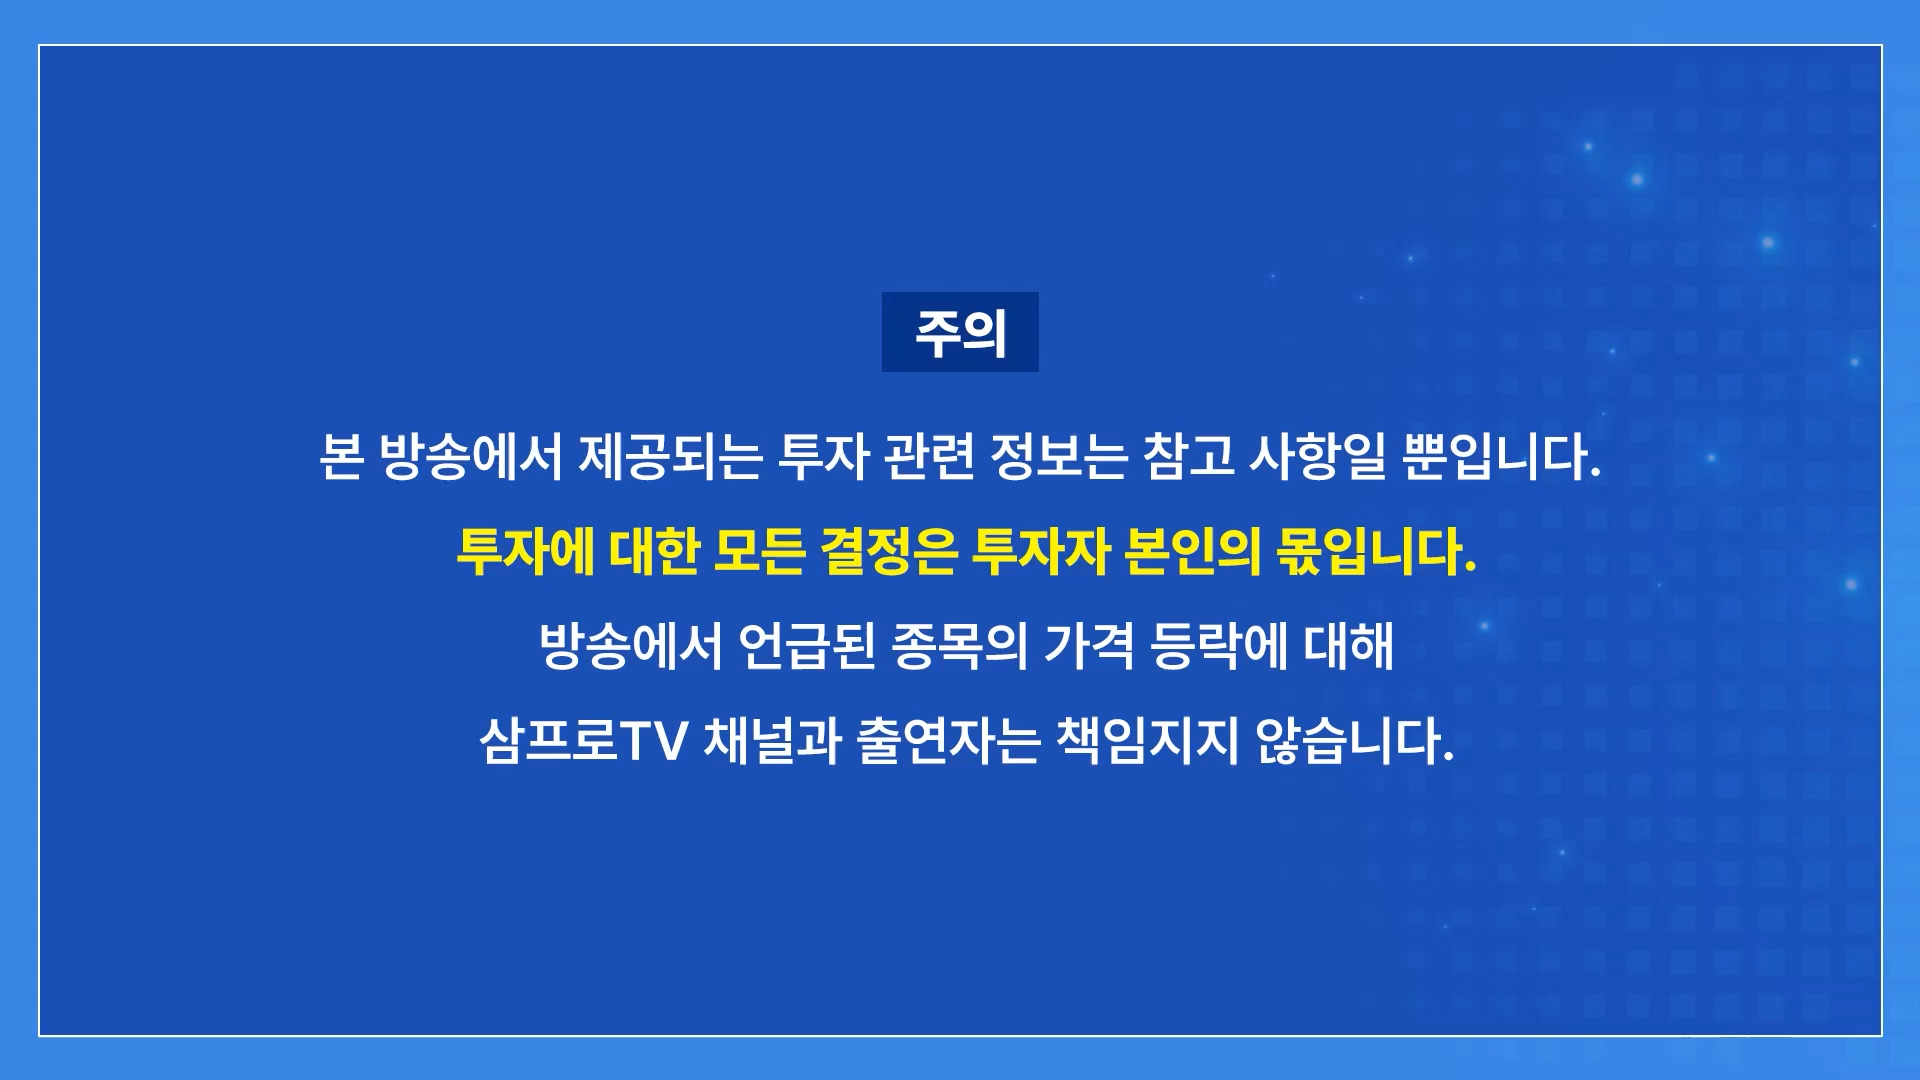 주의
본 방송에서 제공되는 투자 관련 정보는 참고 사항일 뿐입니다.
투자에 대한 모든 결정은 투자자 본인의 몫입니다.
방송에서 언급된 종목의 가격 등락에 대해
삼프로TV 채널과 출연자는 책임지지 않습니다.